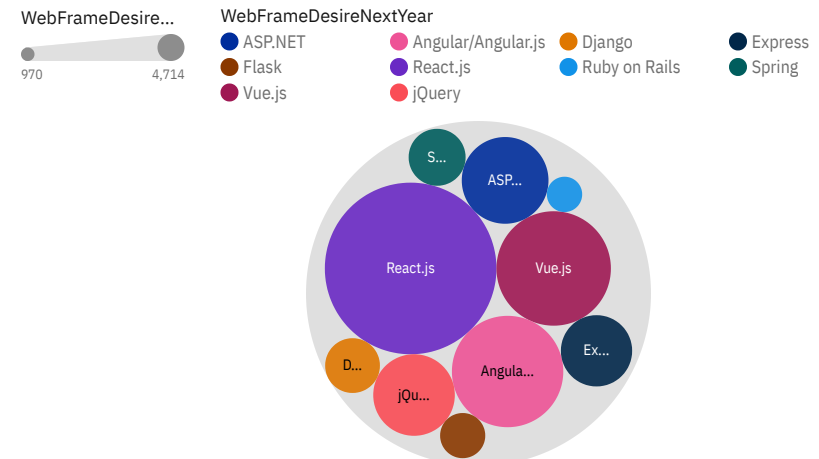 WebFrameDesire...
970 4,714
WebFrameDesireNextYear
ASP.NET Angular/Angular.js Django Express
Flask React.js Ruby on Rails Spring
Vue.js jQuery
S...
ASP...
React.js
Vue.js
Ex...
D...
Angula...
jQu...